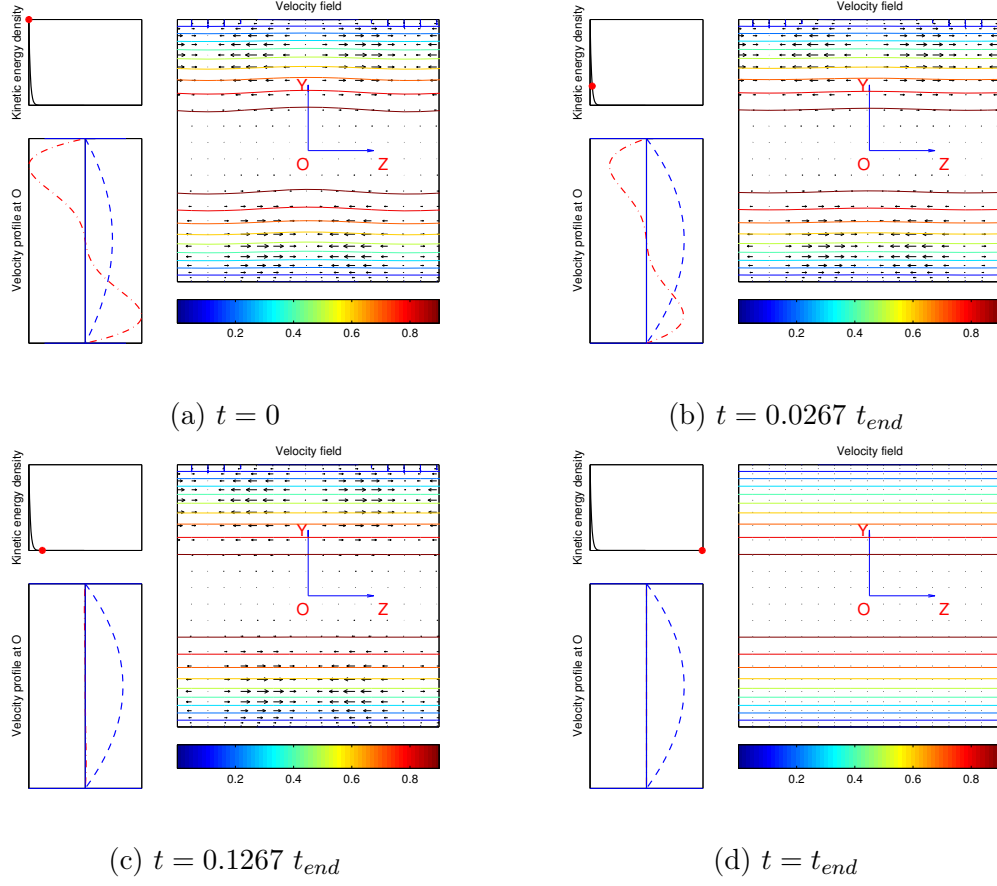 Velocity field
Kinetic energy density
Velocity profile at O
Y
O
Z
0.2 0.4 0.6 0.8
(a) t = 0
Velocity field
Kinetic energy density
Velocity profile at O
Y
O
Z
0.2 0.4 0.6 0.8
(b) t = 0.0267 t_end
Velocity field
Kinetic energy density
Velocity profile at O
Y
O
Z
0.2 0.4 0.6 0.8
(c) t = 0.1267 t_end
Velocity field
Kinetic energy density
Velocity profile at O
Y
O
Z
0.2 0.4 0.6 0.8
(d) t = t_end